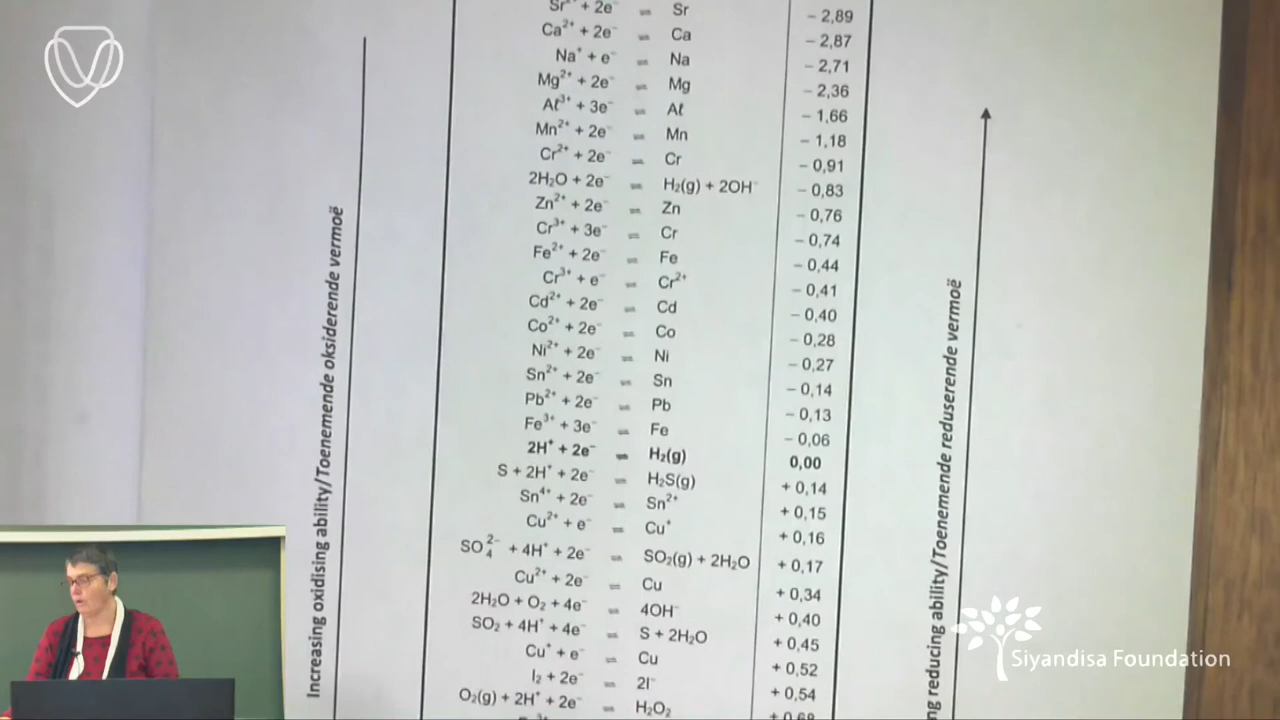 Sr²⁺ + 2e⁻ ⇌ Sr − 2,89
Ca²⁺ + 2e⁻ ⇌ Ca − 2,87
Na⁺ + e⁻ ⇌ Na − 2,71
Mg²⁺ + 2e⁻ ⇌ Mg − 2,36
Aℓ³⁺ + 3e⁻ ⇌ Aℓ − 1,66
Mn²⁺ + 2e⁻ ⇌ Mn − 1,18
Cr²⁺ + 2e⁻ ⇌ Cr − 0,91
2H₂O + 2e⁻ ⇌ H₂(g) + 2OH⁻ − 0,83
Zn²⁺ + 2e⁻ ⇌ Zn − 0,76
Cr³⁺ + 3e⁻ ⇌ Cr − 0,74
Fe²⁺ + 2e⁻ ⇌ Fe − 0,44
Cr³⁺ + e⁻ ⇌ Cr²⁺ − 0,41
Cd²⁺ + 2e⁻ ⇌ Cd − 0,40
Co²⁺ + 2e⁻ ⇌ Co − 0,28
Ni²⁺ + 2e⁻ ⇌ Ni − 0,27
Sn²⁺ + 2e⁻ ⇌ Sn − 0,14
Pb²⁺ + 2e⁻ ⇌ Pb − 0,13
Fe³⁺ + 3e⁻ ⇌ Fe − 0,06
2H⁺ + 2e⁻ ⇌ H₂(g) 0,00
S + 2H⁺ + 2e⁻ ⇌ H₂S(g) + 0,14
Sn⁴⁺ + 2e⁻ ⇌ Sn²⁺ + 0,15
Cu²⁺ + e⁻ ⇌ Cu⁺ + 0,16
SO₄²⁻ + 4H⁺ + 2e⁻ ⇌ SO₂(g) + 2H₂O + 0,17
Cu²⁺ + 2e⁻ ⇌ Cu + 0,34
2H₂O + O₂ + 4e⁻ ⇌ 4OH⁻ + 0,40
SO₂ + 4H⁺ + 4e⁻ ⇌ S + 2H₂O + 0,45
Cu⁺ + e⁻ ⇌ Cu + 0,52
I₂ + 2e⁻ ⇌ 2I⁻ + 0,54
O₂(g) + 2H⁺ + 2e⁻ ⇌ H₂O₂ + 0,68
Increasing oxidising ability/Toenemende oksiderende vermoë
ng reducing ability/Toenemende reduserende vermoë
Siyandisa Foundation